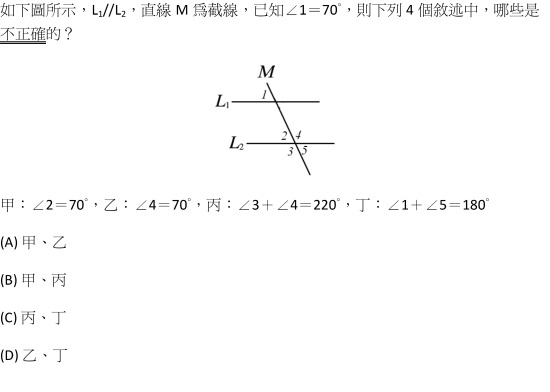 如下圖所示，L₁//L₂，直線 M 爲截線，已知∠1＝70°，則下列 4 個敘述中，哪些是
不正確的？
M
1
L₁
2 4
L₂
3 5
甲：∠2＝70°，乙：∠4＝70°，丙：∠3＋∠4＝220°，丁：∠1＋∠5＝180°
(A) 甲、乙
(B) 甲、丙
(C) 丙、丁
(D) 乙、丁